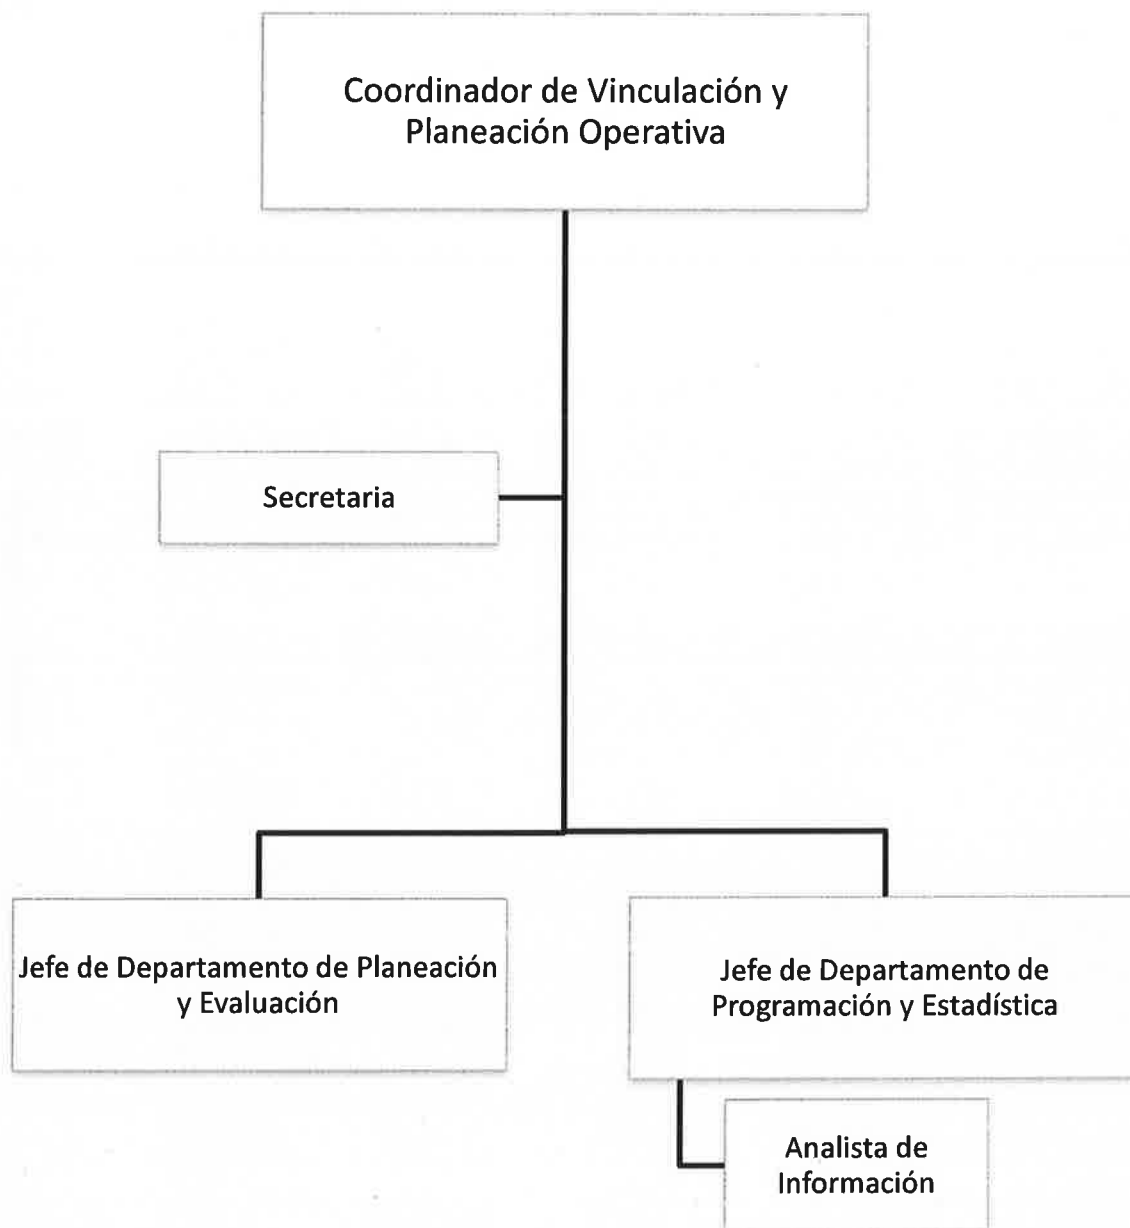 Coordinador de Vinculación y
Planeación Operativa
Secretaria
Jefe de Departamento de Planeación
y Evaluación
Jefe de Departamento de
Programación y Estadística
Analista de
Información